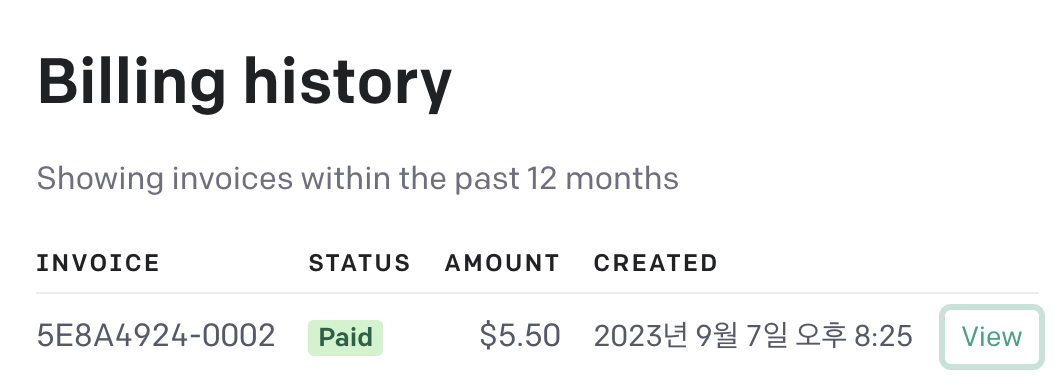 Billing history
Showing invoices within the past 12 months
INVOICE STATUS AMOUNT CREATED
5E8A4924-0002 Paid $5.50 2023년 9월 7일 오후 8:25 View